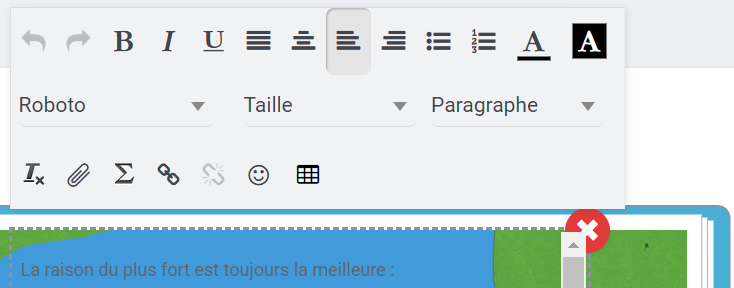 B I U A A
Roboto Taille Paragraphe
La raison du plus fort est toujours la meilleure :